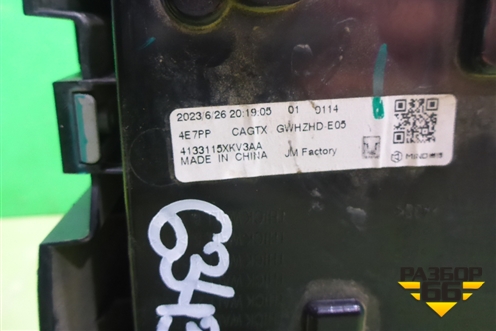 2023/6/26 20:19:05 01 0114
4E7PP CAGTX GWHZHD-E05
4133115XKV3AA
MADE IN CHINA JM Factory
РАЗБОР
66